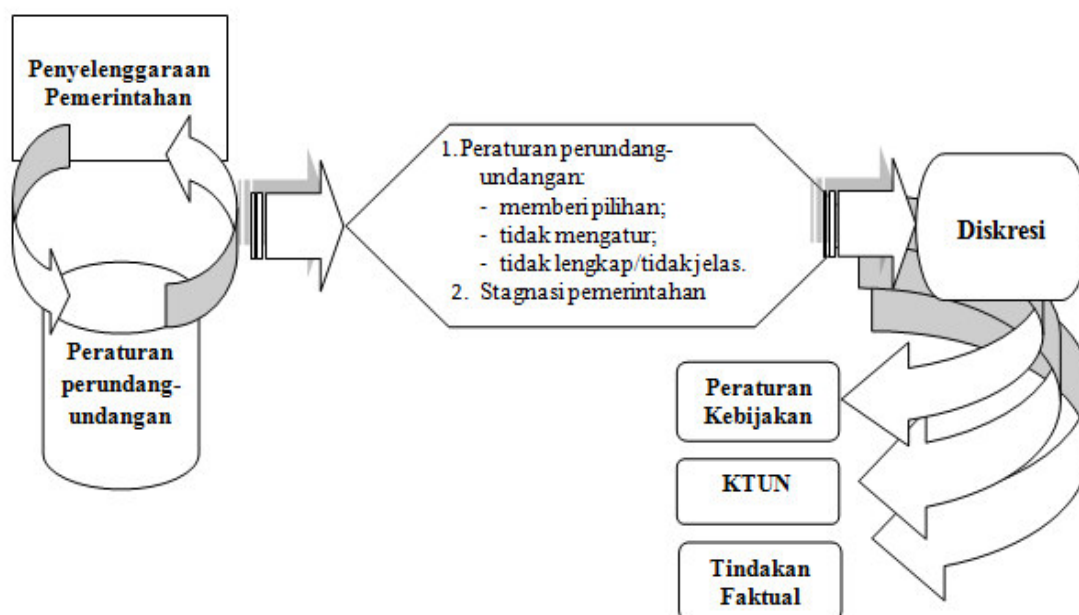 Penyelenggaraan
Pemerintahan
Peraturan
perundang-
undangan
1.Peraturan perundang-
undangan:
- memberi pilihan;
- tidak mengatur;
- tidak lengkap/tidak jelas.
2. Stagnasi pemerintahan
Diskresi
Peraturan
Kebijakan
KTUN
Tindakan
Faktual